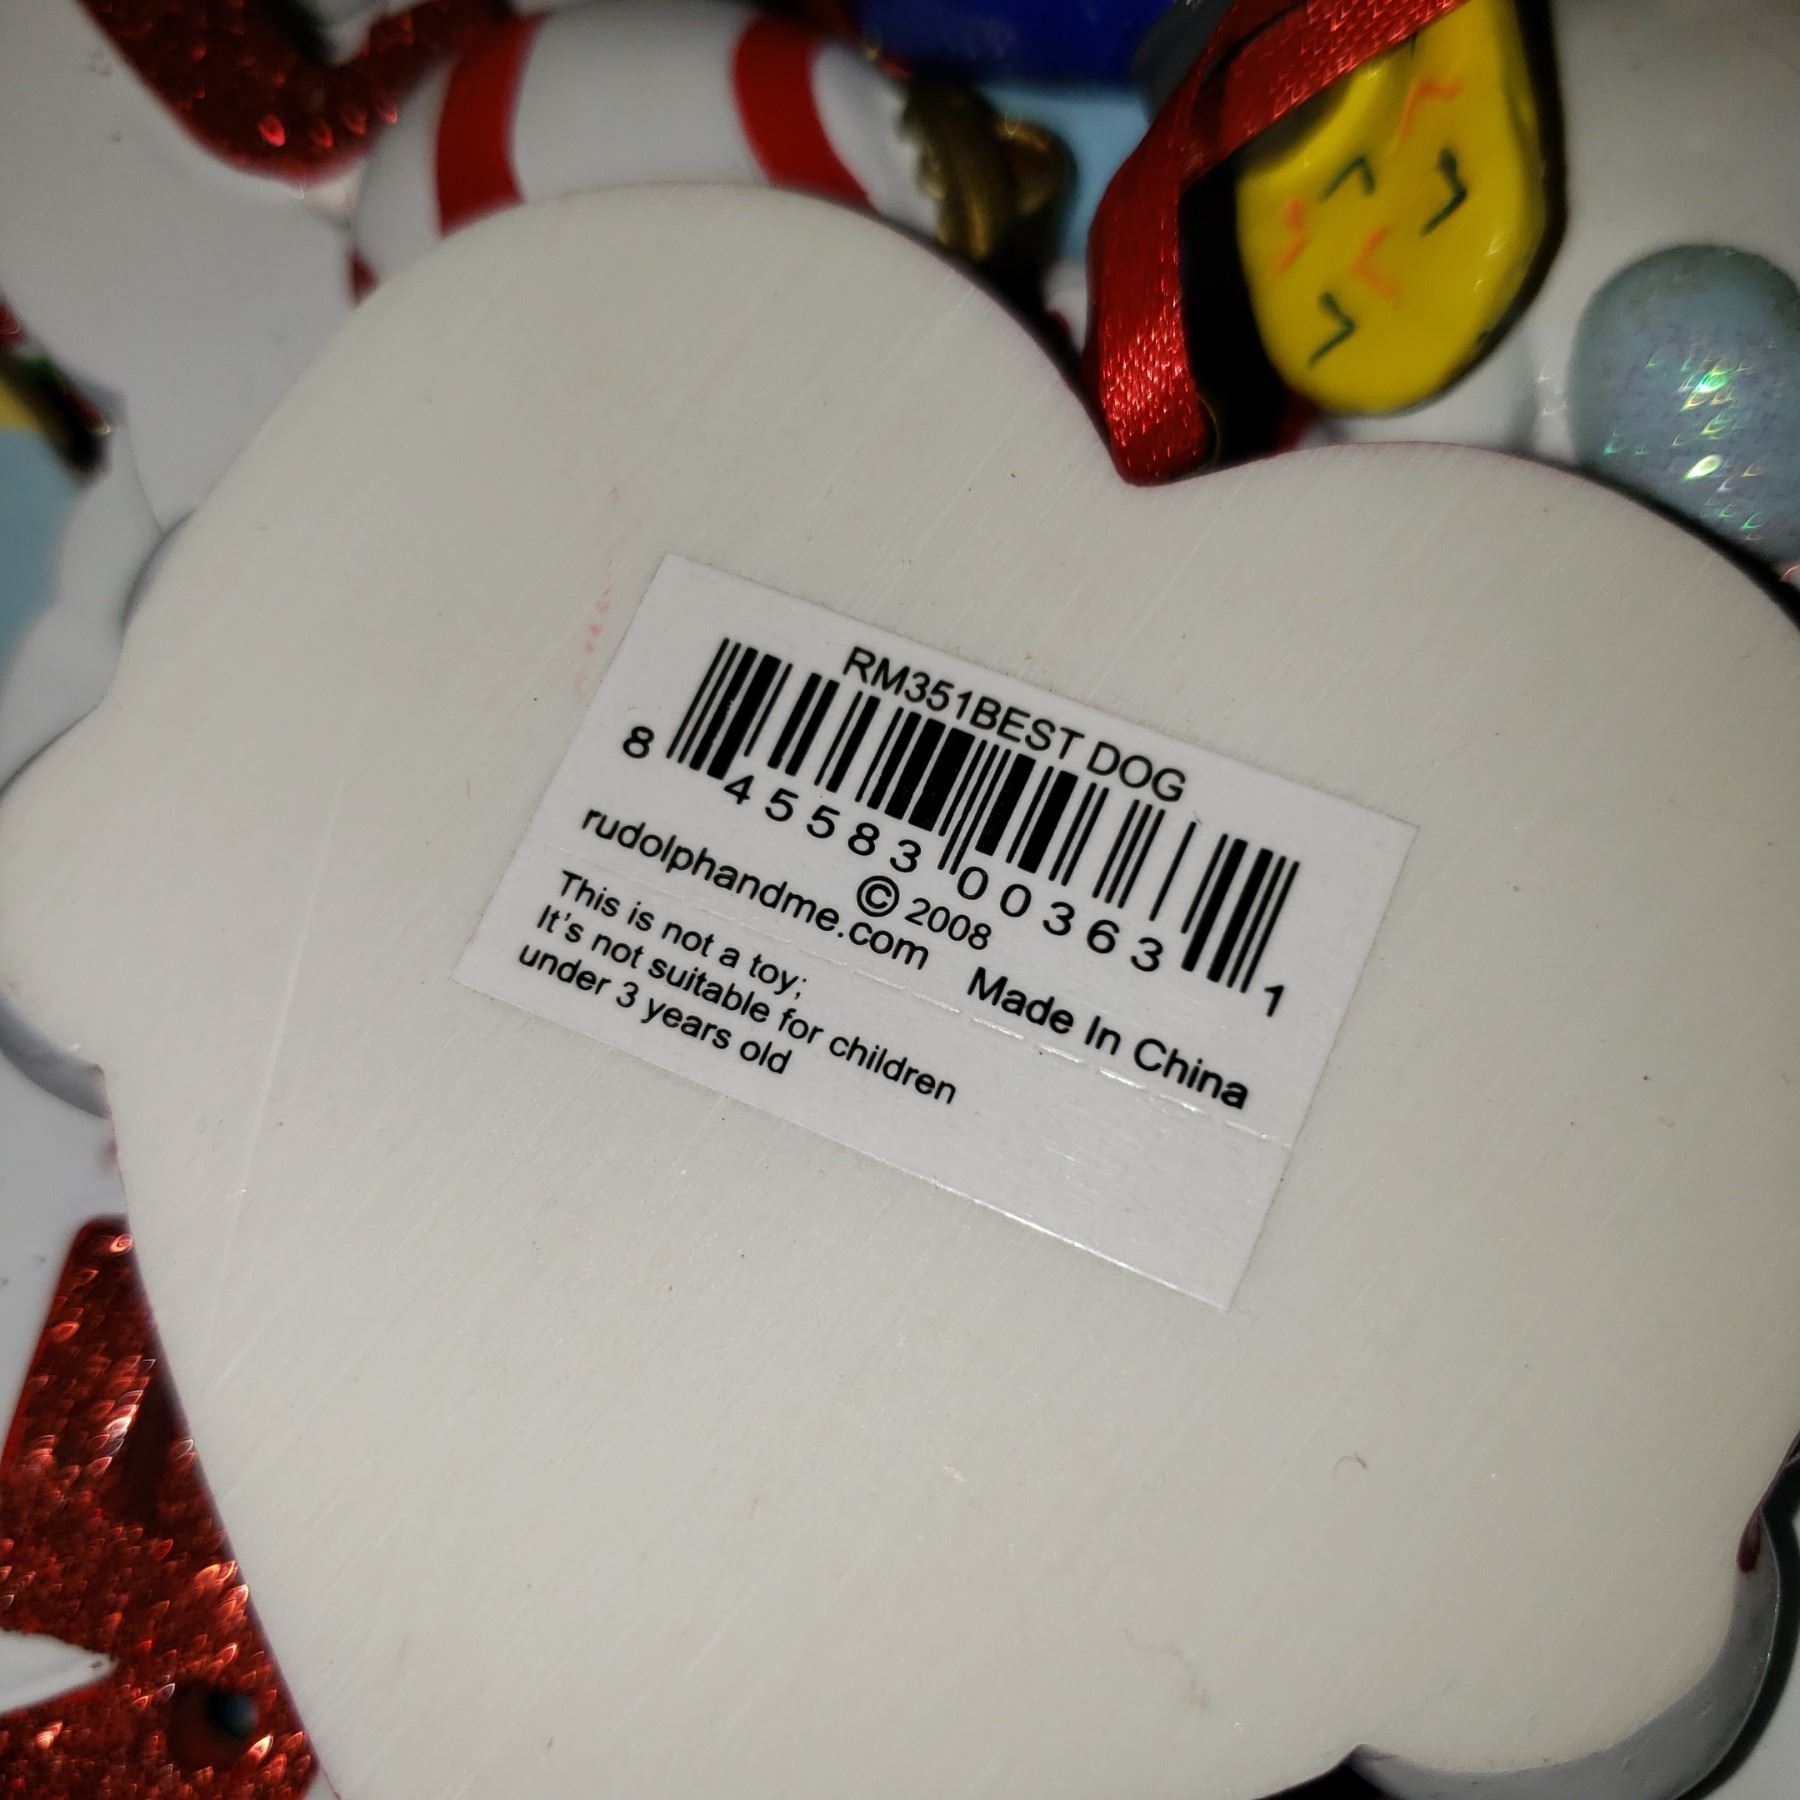 RM351BEST DOG
8 45583 00363 1
© 2008
rudolphandme.com Made In China
This is not a toy;
It's not suitable for children
under 3 years old